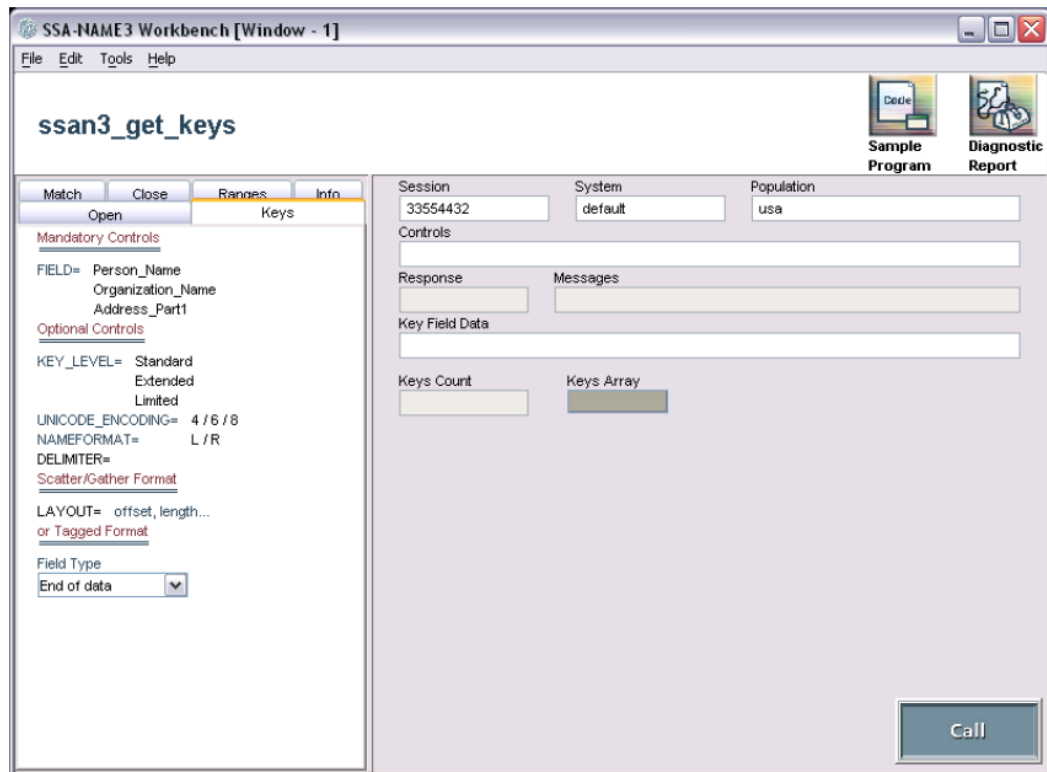 SSA-NAME3 Workbench [Window - 1]
File Edit Tools Help
ssan3_get_keys
Code
Sample Program
Diagnostic Report
Match Close Ranges Info
Open Keys
Mandatory Controls
FIELD= Person_Name
Organization_Name
Address_Part1
Optional Controls
KEY_LEVEL= Standard
Extended
Limited
UNICODE_ENCODING= 4 / 6 / 8
NAMEFORMAT= L / R
DELIMITER=
Scatter/Gather Format
LAYOUT= offset, length...
or Tagged Format
Field Type
End of data
Session System Population
33554432 default usa
Controls
Response Messages
Key Field Data
Keys Count Keys Array
Call